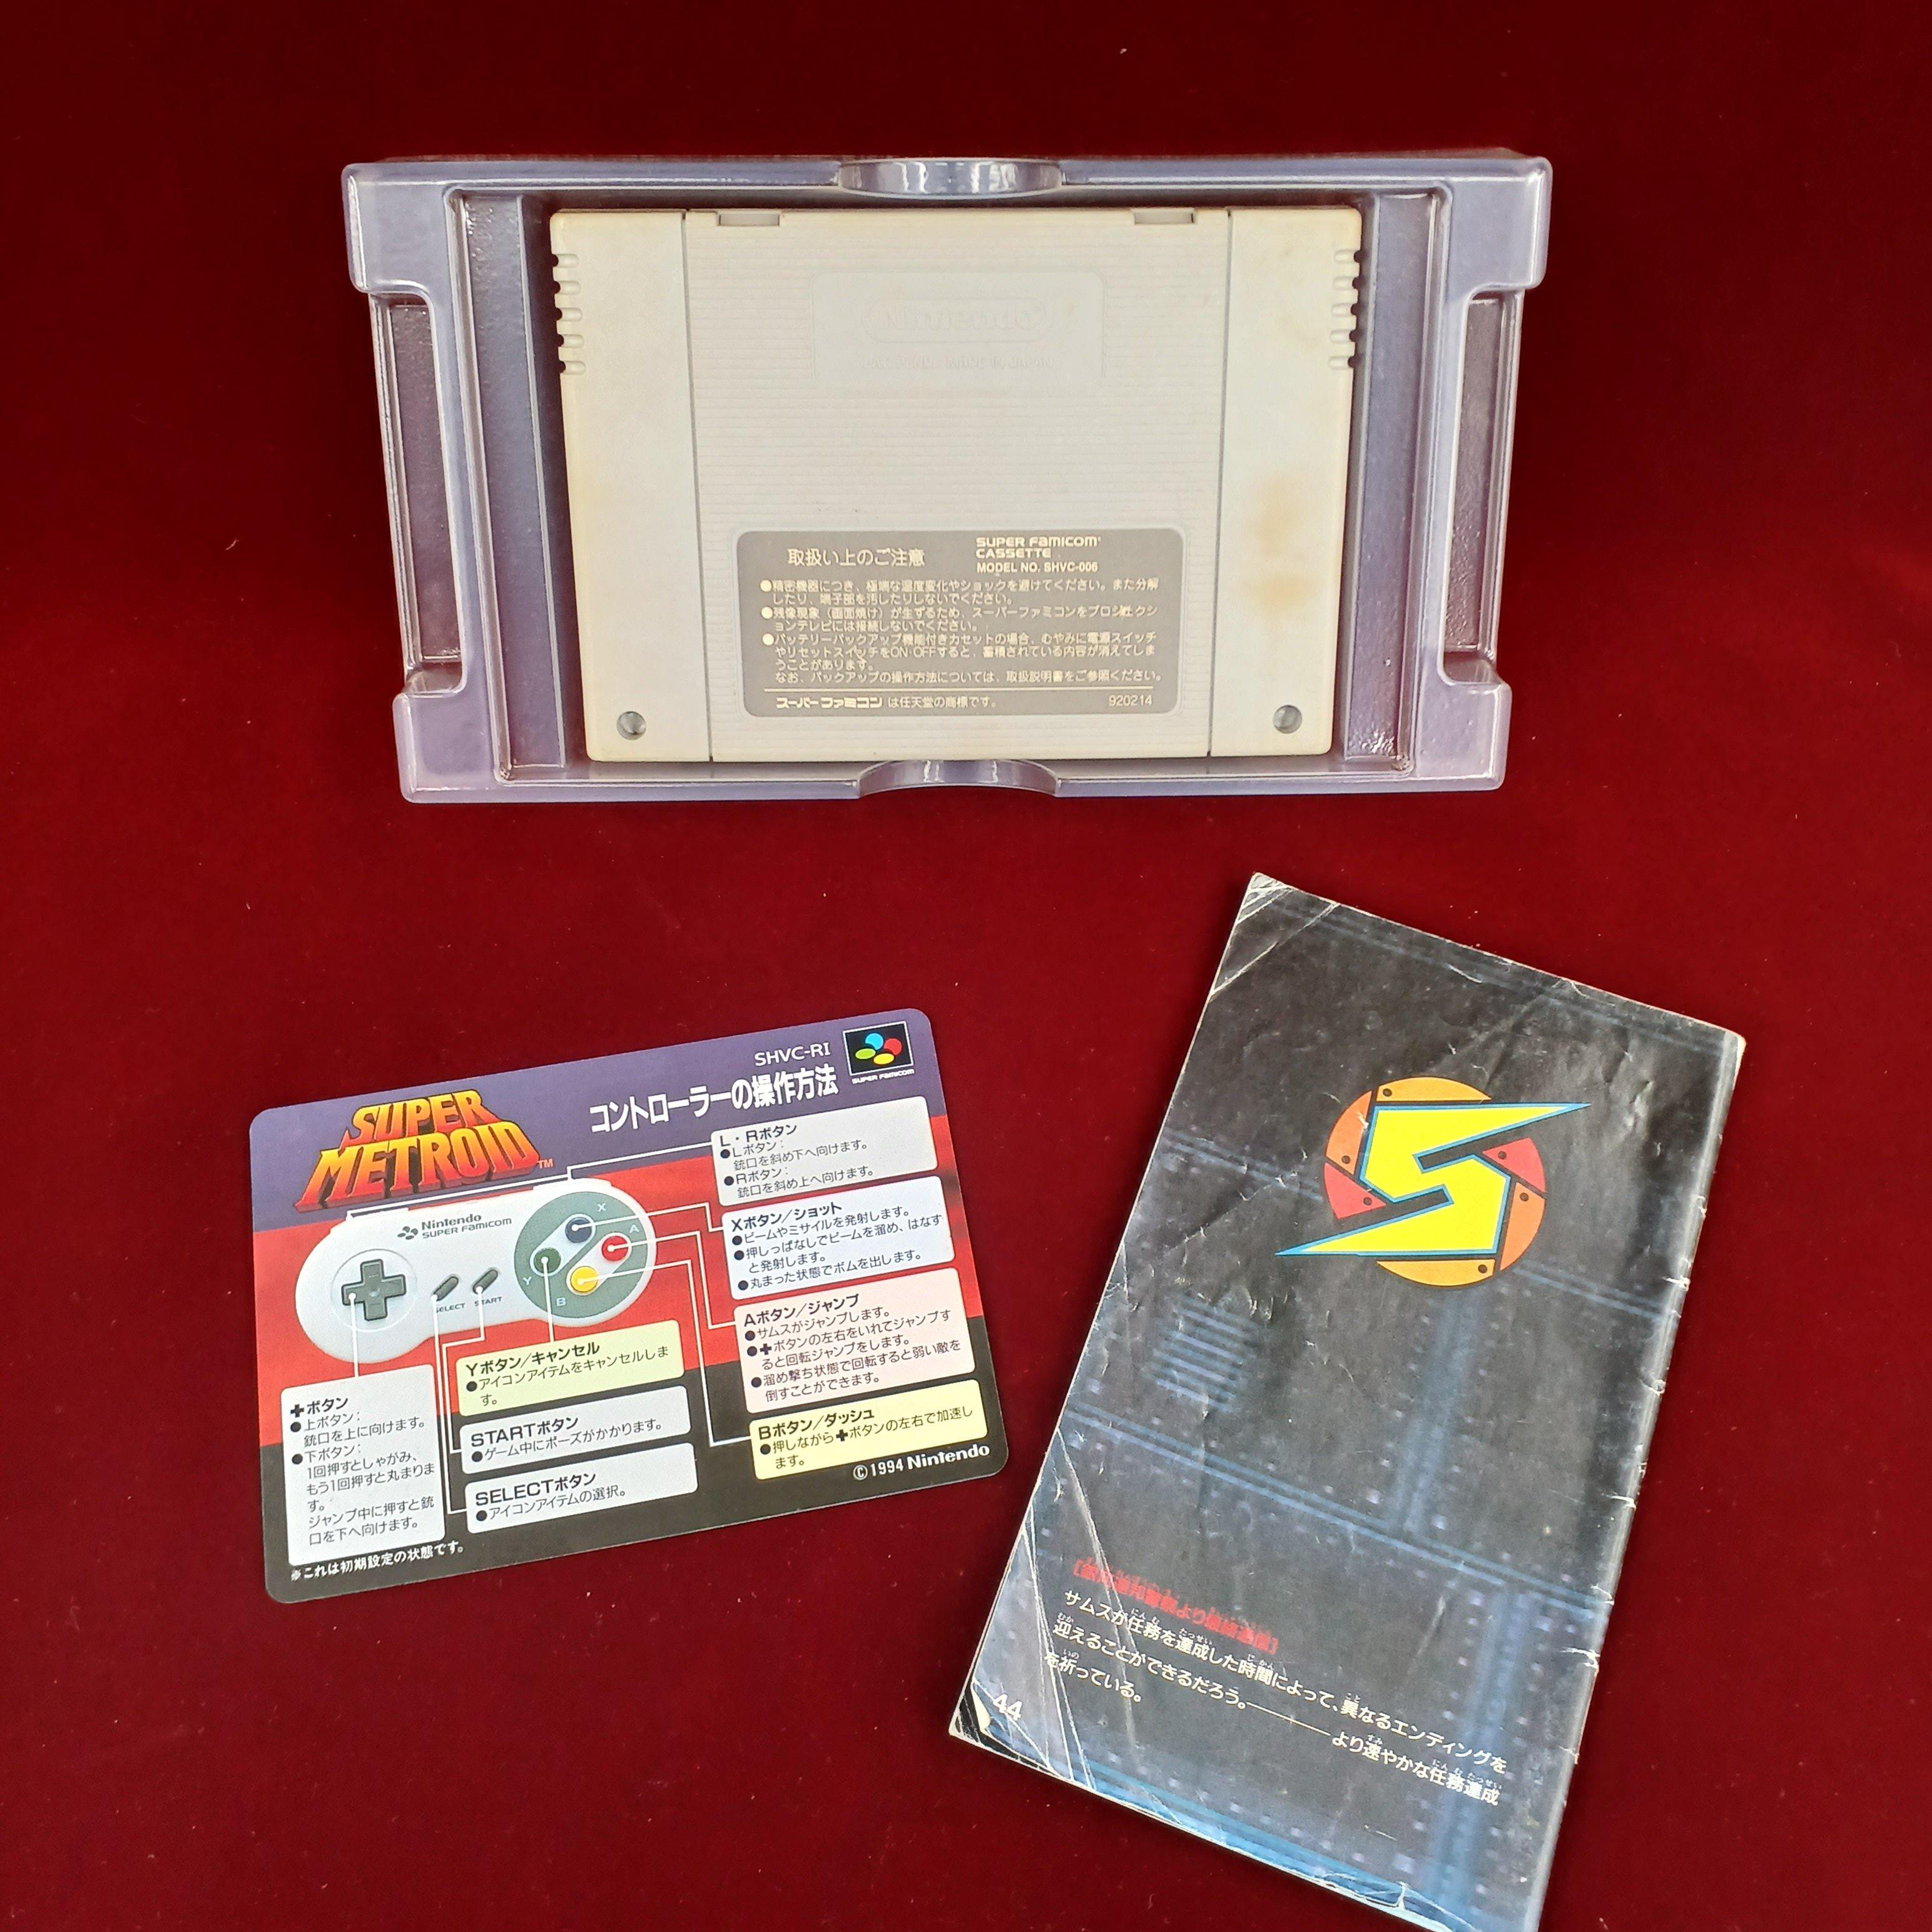 取扱い上のご注意
SUPER FAMICOM
CASSETTE
MODEL NO. SHVC-006
●精密機器につき、極端な温度変化やショックを避けてください。また分解
したり、端子部を汚したりしないでください。
●残像現象（画面焼け）が生ずるため、スーパーファミコンをプロジェクシ
ョンテレビには接続しないでください。
●バッテリーバックアップ機能付きカセットの場合、むやみに電源スイッチ
やリセットスイッチをON・OFFすると、蓄積されている内容が消えてしま
うことがあります。
なお、バックアップの操作方法については、取扱説明書をご参照ください。
スーパーファミコン は任天堂の商標です。
920214
SHVC-RI
SUPER FAMICOM
SUPER
METROID™
コントローラーの操作方法
Nintendo
SUPER FAMICOM
SELECT
START
X
A
Y
B
L・Rボタン
●Lボタン：
銃口を斜め下へ向けます。
●Rボタン：
銃口を斜め上へ向けます。
Xボタン/ショット
●ビームやミサイルを発射します。
●押しっぱなしでビームを溜め、はなす
と発射します。
●丸まった状態でボムを出します。
Aボタン/ジャンプ
●サムスがジャンプします。
●✚ボタンの左右をいれてジャンプす
ると回転ジャンプをします。
●溜め撃ち状態で回転すると弱い敵を
倒すことができます。
Bボタン/ダッシュ
●押しながら✚ボタンの左右で加速し
ます。
Yボタン/キャンセル
●アイコンアイテムをキャンセルしま
す。
STARTボタン
●ゲーム中にポーズがかかります。
SELECTボタン
●アイコンアイテムの選択。
✚ボタン
●上ボタン：
銃口を上に向けます。
●下ボタン：
1回押すとしゃがみ、
もう1回押すと丸まりま
す。
ジャンプ中に押すと銃
口を下へ向けます。
※これは初期設定の状態です。
©1994 Nintendo
サムスが任務を達成した時間によって、異なるエンディングを
迎えることができるだろう。――――より速やかな任務達成
を祈っている。
44